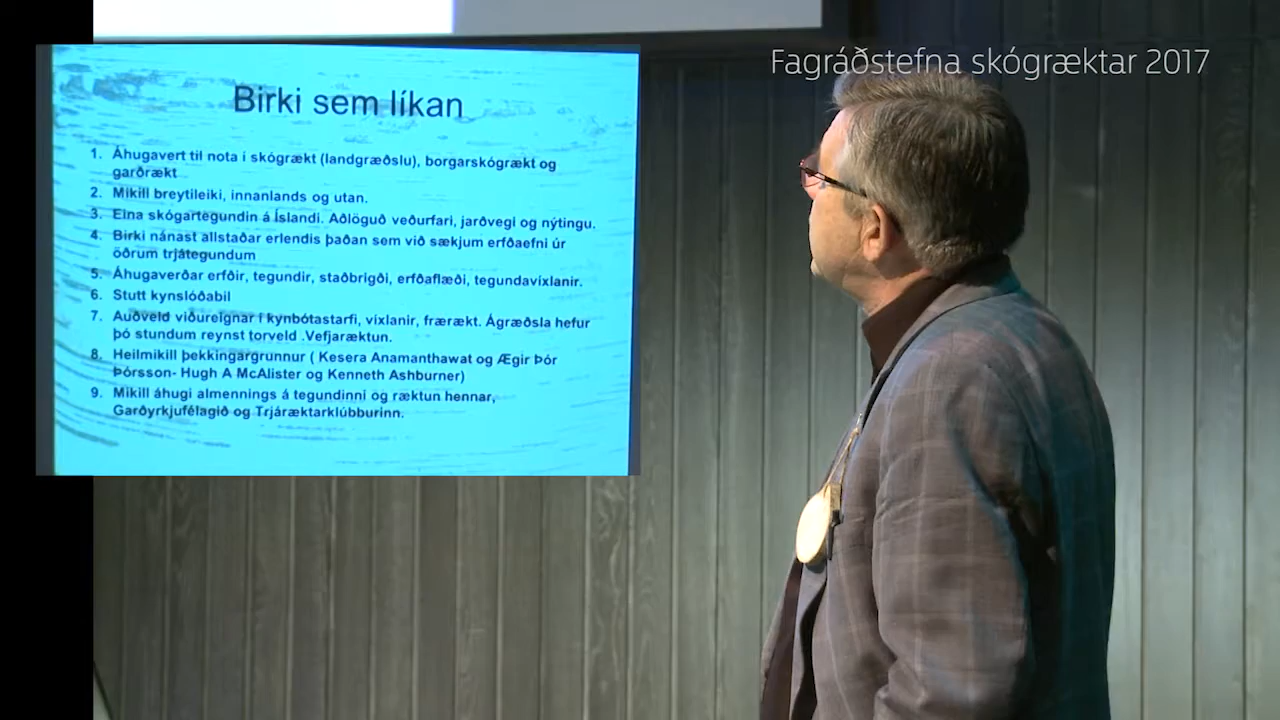 Fagráðstefna skógræktar 2017
Birki sem líkan
1. Áhugavert til nota í skógrækt (landgræðslu), borgarskógrækt og
garðrækt
2. Mikill breytileiki, innanlands og utan.
3. Eina skógartegundin á Íslandi. Aðlöguð veðurfari, jarðvegi og nýtingu.
4. Birki nánast allstaðar erlendis þaðan sem við sækjum erfðaefni úr
öðrum trjátegundum
5. Áhugaverðar erfðir, tegundir, staðbrigði, erfðaflæði, tegundavíxlanir.
6. Stutt kynslóðabil
7. Auðveld viðureignar í kynbótastarfi, víxlanir, frærækt. Ágræðsla hefur
þó stundum reynst torveld .Vefjaræktun.
8. Heilmikill þekkingargrunnur ( Kesera Anamanthawat og Ægir Þór
Þórsson- Hugh A McAlister og Kenneth Ashburner)
9. Mikill áhugi almennings á tegundinni og ræktun hennar,
Garðyrkjufélagið og Trjáræktarklúbburinn.